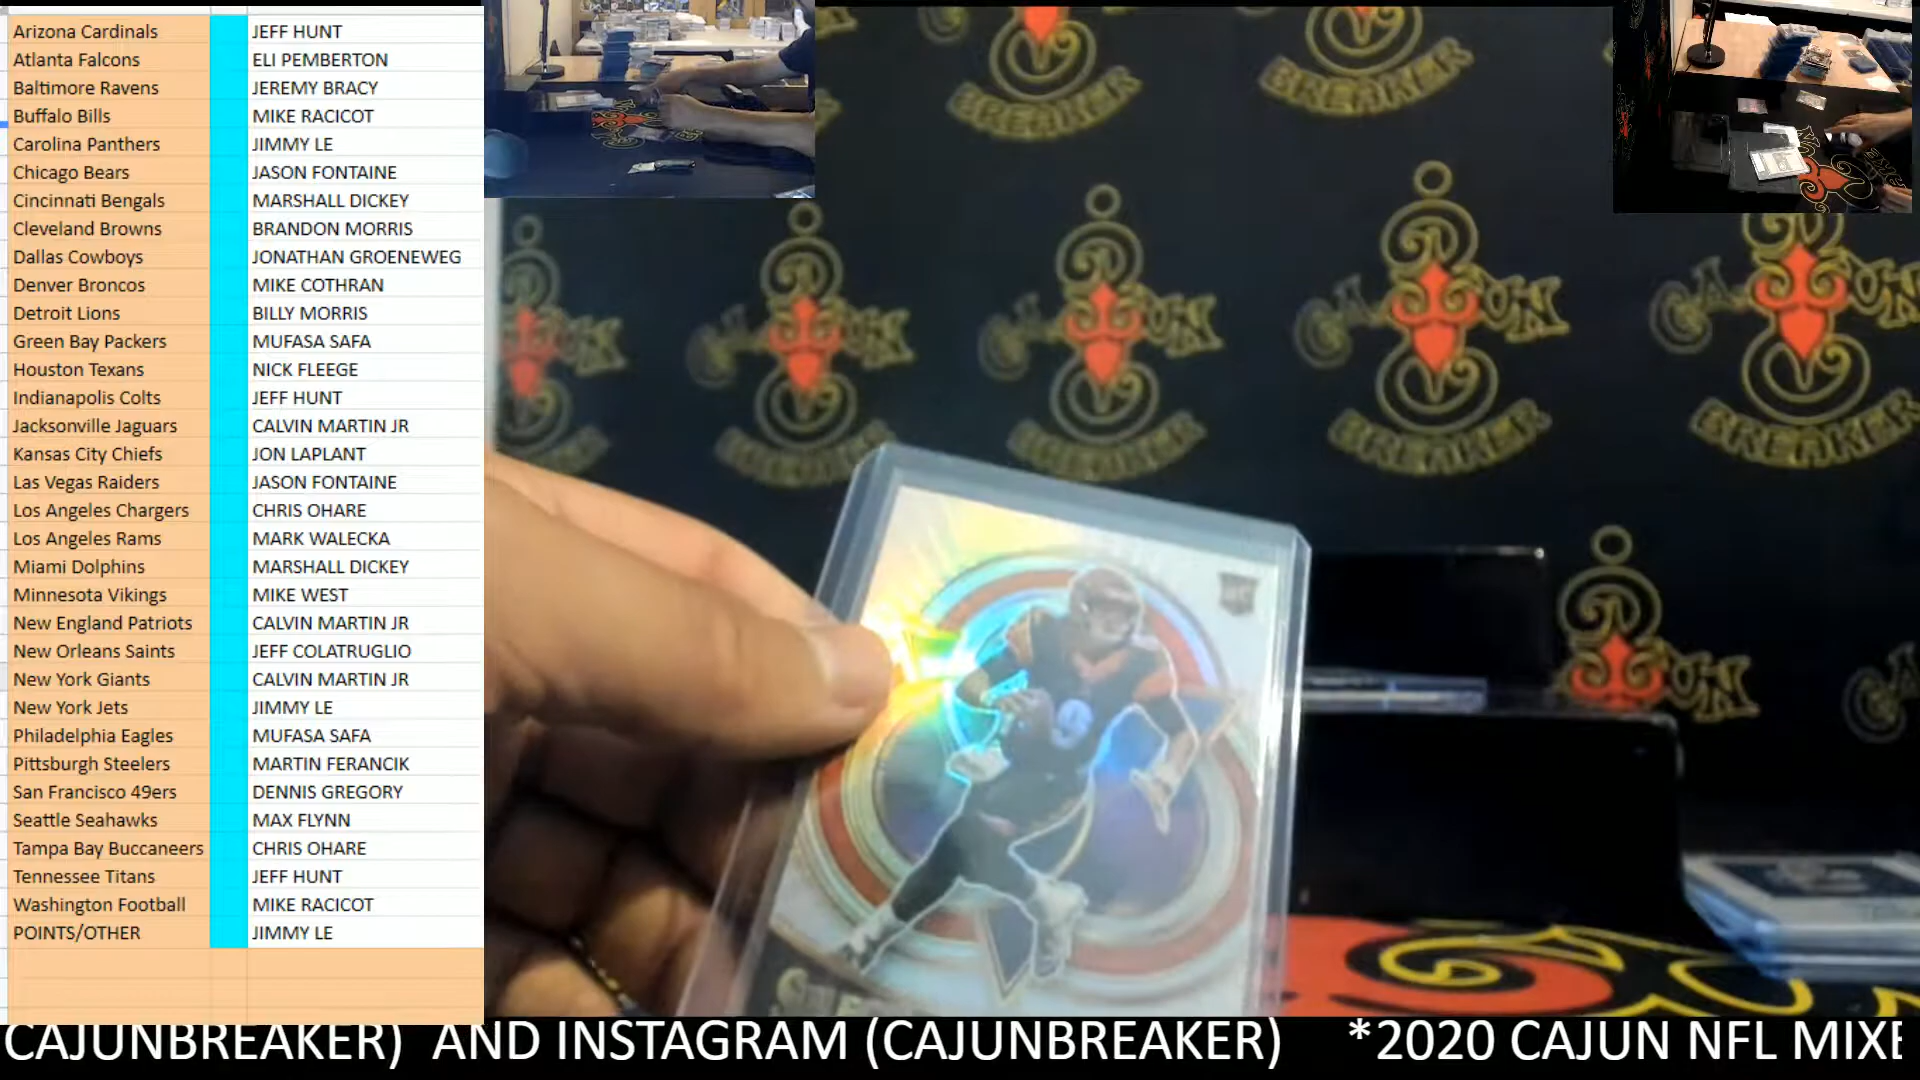 Arizona Cardinals JEFF HUNT
Atlanta Falcons ELI PEMBERTON
Baltimore Ravens JEREMY BRACY
Buffalo Bills MIKE RACICOT
Carolina Panthers JIMMY LE
Chicago Bears JASON FONTAINE
Cincinnati Bengals MARSHALL DICKEY
Cleveland Browns BRANDON MORRIS
Dallas Cowboys JONATHAN GROENEWEG
Denver Broncos MIKE COTHRAN
Detroit Lions BILLY MORRIS
Green Bay Packers MUFASA SAFA
Houston Texans NICK FLEEGE
Indianapolis Colts JEFF HUNT
Jacksonville Jaguars CALVIN MARTIN JR
Kansas City Chiefs JON LAPLANT
Las Vegas Raiders JASON FONTAINE
Los Angeles Chargers CHRIS OHARE
Los Angeles Rams MARK WALECKA
Miami Dolphins MARSHALL DICKEY
Minnesota Vikings MIKE WEST
New England Patriots CALVIN MARTIN JR
New Orleans Saints JEFF COLATRUGLIO
New York Giants CALVIN MARTIN JR
New York Jets JIMMY LE
Philadelphia Eagles MUFASA SAFA
Pittsburgh Steelers MARTIN FERANCIK
San Francisco 49ers DENNIS GREGORY
Seattle Seahawks MAX FLYNN
Tampa Bay Buccaneers CHRIS OHARE
Tennessee Titans JEFF HUNT
Washington Football MIKE RACICOT
POINTS/OTHER JIMMY LE
BREAKER
BREAKER
BREAKER
BREAKER
BREAKER
RC
9
CAJUNBREAKER) AND INSTAGRAM (CAJUNBREAKER) *2020 CAJUN NFL MIXE